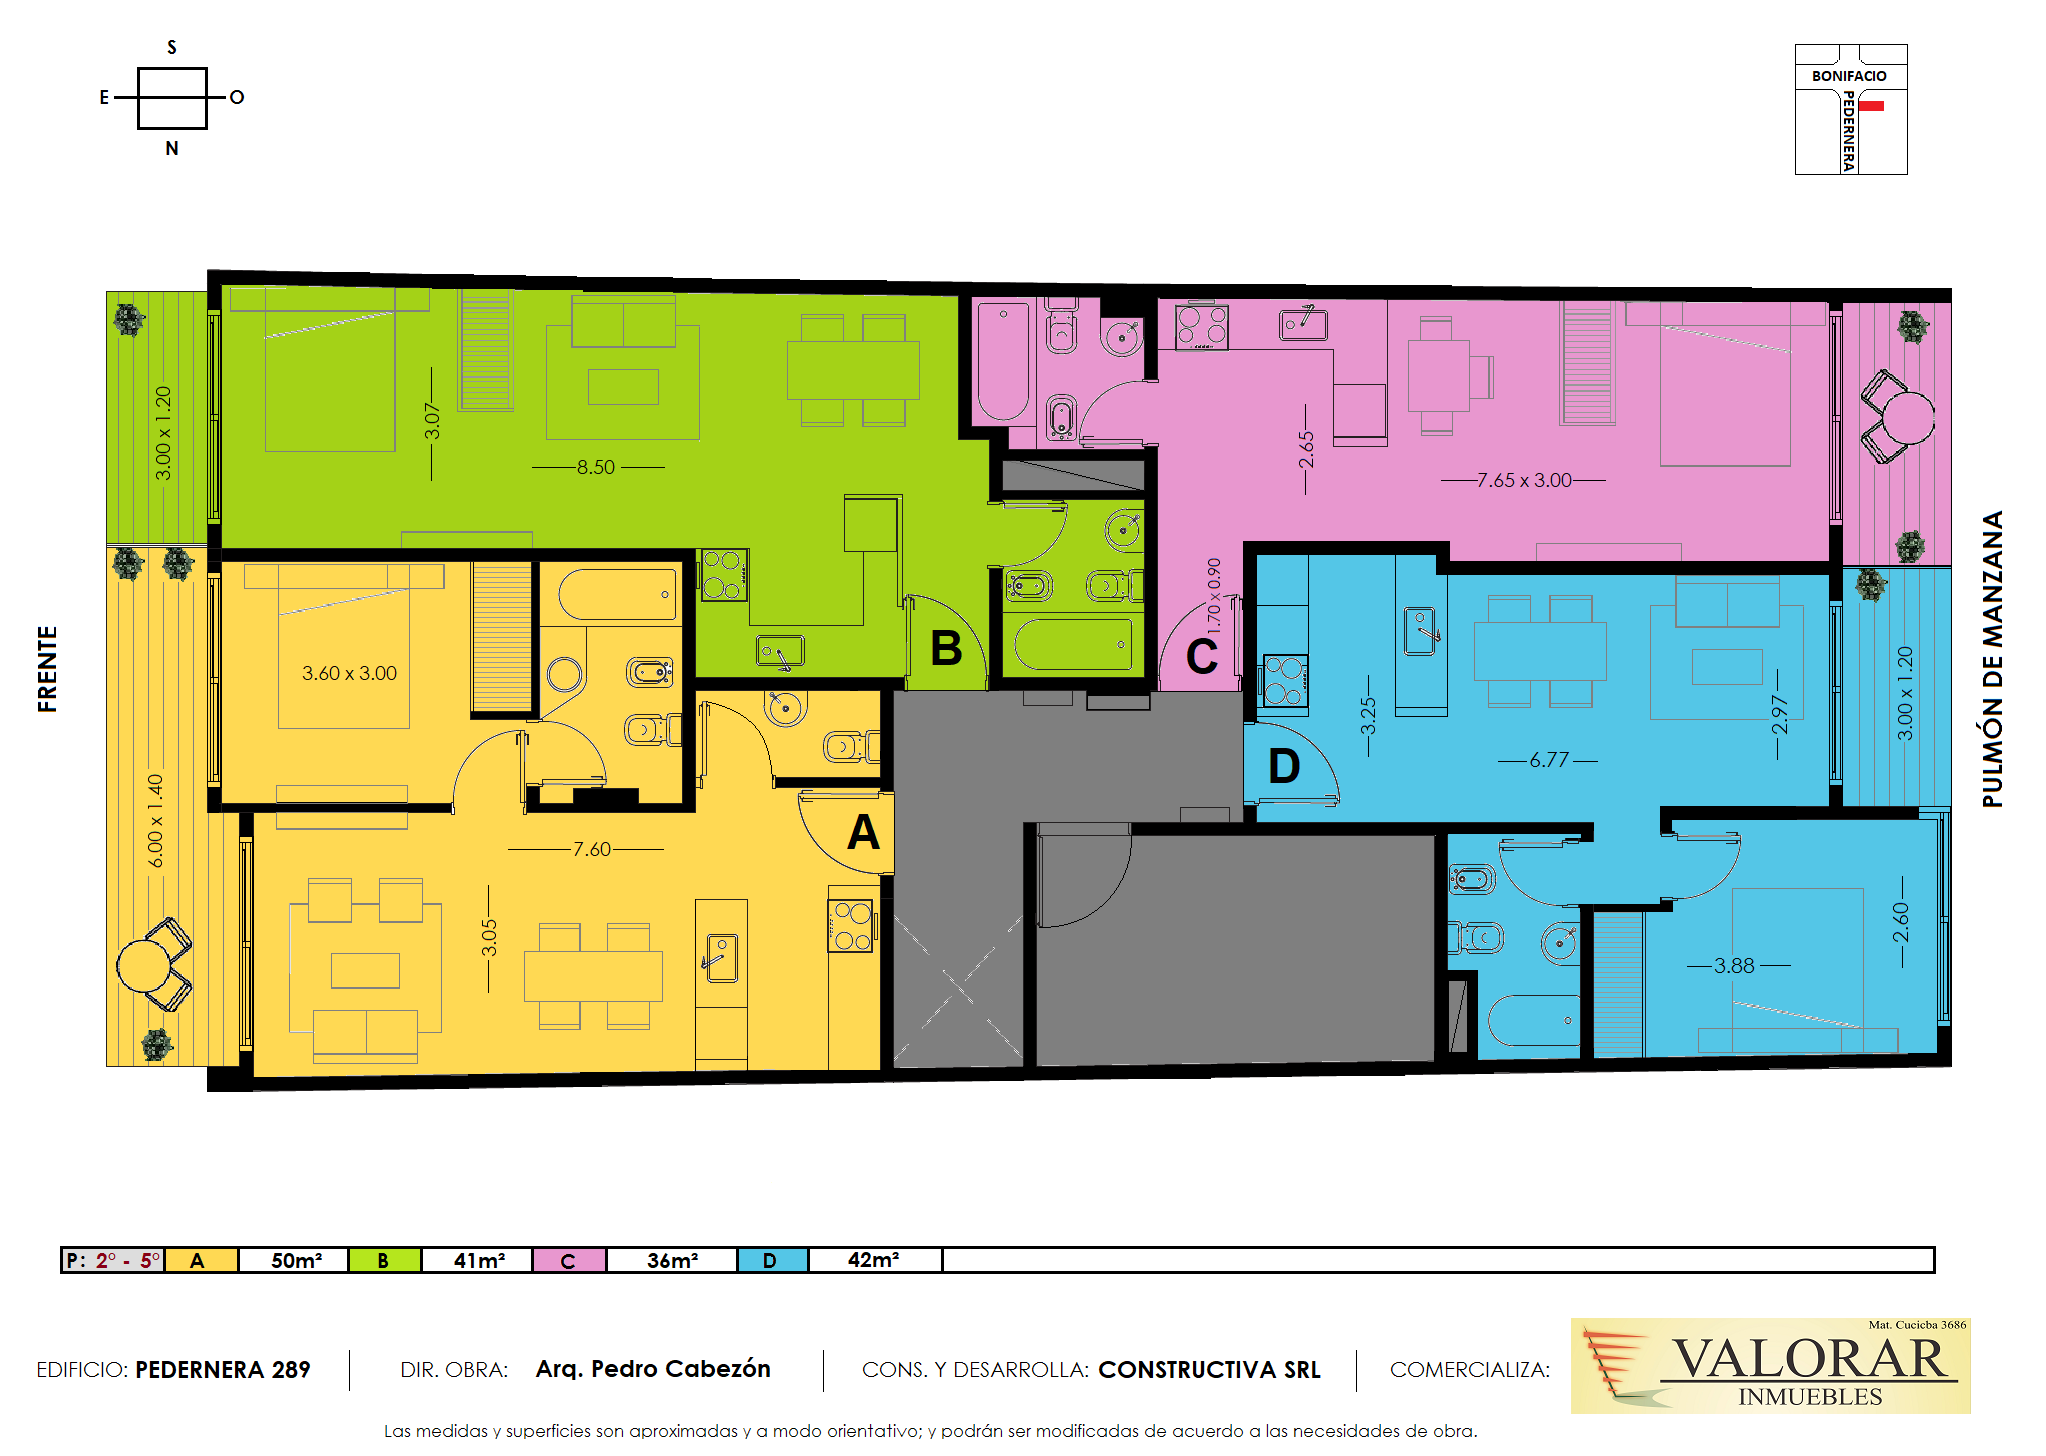 S
E O
N
BONIFACIO
PEDERNERA
FRENTE
PULMÓN DE MANZANA
3.00 x 1.20
3.07
8.50
B
2.65
7.65 x 3.00
1.70 x 0.90
C
3.60 x 3.00
6.00 x 1.40
7.60
3.05
A
3.25
6.77
2.97
3.00 x 1.20
D
3.88
2.60
P: 2° - 5° A 50m² B 41m² C 36m² D 42m²
Mat. Cucicba 3686
VALORAR
INMUEBLES
EDIFICIO: PEDERNERA 289 DIR. OBRA: Arq. Pedro Cabezón CONS. Y DESARROLLA: CONSTRUCTIVA SRL COMERCIALIZA:
Las medidas y superficies son aproximadas y a modo orientativo; y podrán ser modificadas de acuerdo a las necesidades de obra.